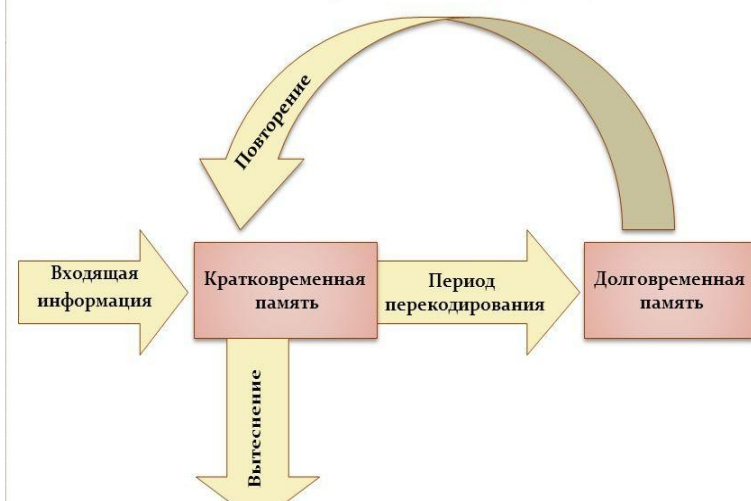 Повторение
Входящая
информация
Кратковременная
память
Период
перекодирования
Долговременная
память
Вытеснение